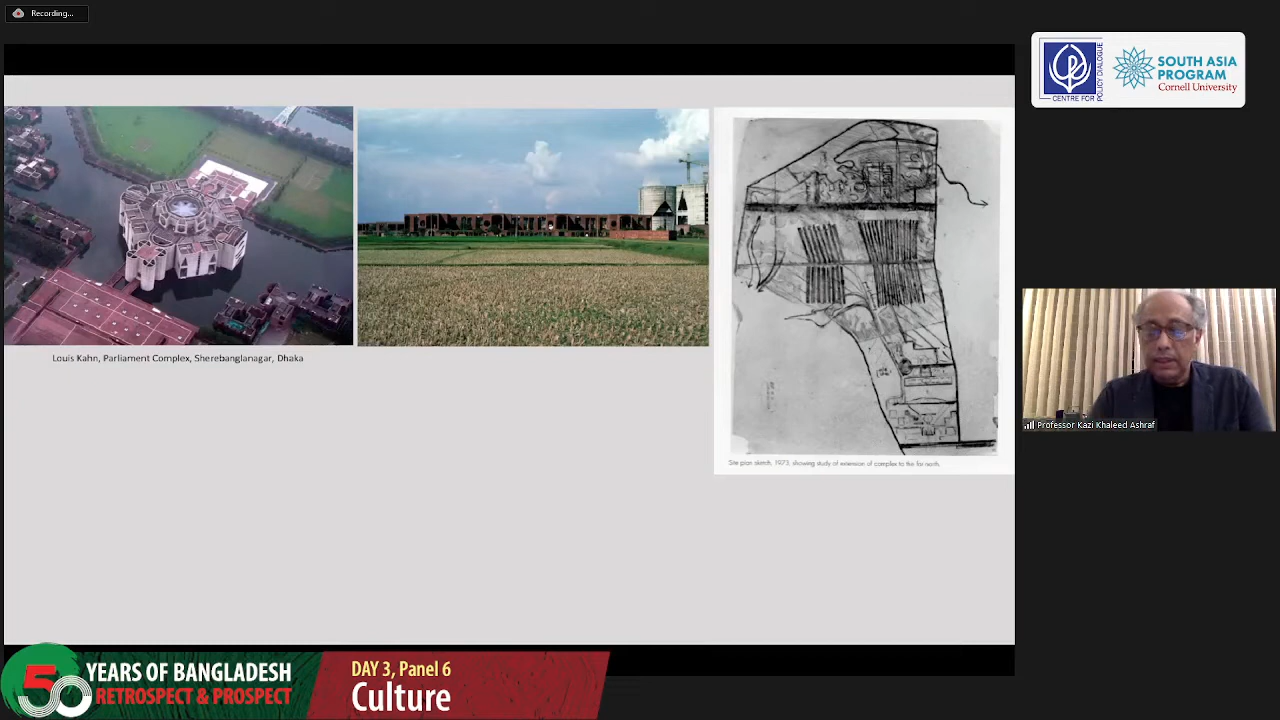 Recording...
CENTRE FOR
POLICY DIALOGUE
SOUTH ASIA
PROGRAM
Cornell University
Louis Kahn, Parliament Complex, Sherebanglanagar, Dhaka
Site plan sketch, 1973, showing study of extension of complex to the far north.
Professor Kazi Khaleed Ashraf
50
YEARS OF BANGLADESH
RETROSPECT & PROSPECT
DAY 3, Panel 6
Culture